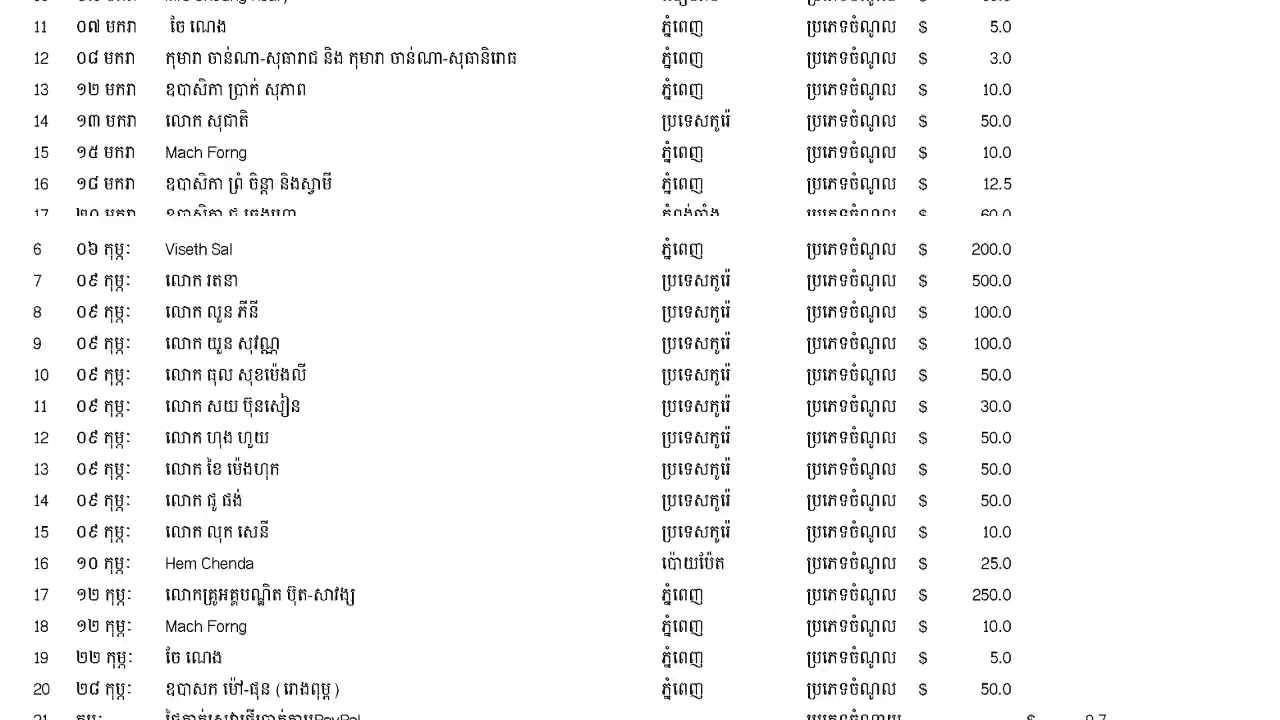 11 ០៧ មករា ចែ ណេង ភ្នំពេញ ប្រភេទចំណូល $ 5.0
12 ០៨ មករា កុមារា ចាន់ណា-សុធារាជ និង កុមារា ចាន់ណា-សុធានិរោធ ភ្នំពេញ ប្រភេទចំណូល $ 3.0
13 ១២ មករា ឧបាសិកា ប្រាក់ សុភាព ភ្នំពេញ ប្រភេទចំណូល $ 10.0
14 ១៣ មករា លោក សុជាតិ ប្រទេសកូរ៉េ ប្រភេទចំណូល $ 50.0
15 ១៥ មករា Mach Forng ភ្នំពេញ ប្រភេទចំណូល $ 10.0
16 ១៨ មករា ឧបាសិកា ព្រំ ចិន្តា និងស្វាមី ភ្នំពេញ ប្រភេទចំណូល $ 12.5
17 ២០ មករា ឧបាសិកា កំពង់ឆ្នាំង ប្រភេទចំណូល $ 60.0
6 ០៦ កុម្ភៈ Viseth Sal ភ្នំពេញ ប្រភេទចំណូល $ 200.0
7 ០៩ កុម្ភៈ លោក រតនា ប្រទេសកូរ៉េ ប្រភេទចំណូល $ 500.0
8 ០៩ កុម្ភៈ លោក លួន ភីនី ប្រទេសកូរ៉េ ប្រភេទចំណូល $ 100.0
9 ០៩ កុម្ភៈ លោក យួន សុវណ្ណ ប្រទេសកូរ៉េ ប្រភេទចំណូល $ 100.0
10 ០៩ កុម្ភៈ លោក ធុល សុខម៉េងលី ប្រទេសកូរ៉េ ប្រភេទចំណូល $ 50.0
11 ០៩ កុម្ភៈ លោក សយ ប៊ុនសឿន ប្រទេសកូរ៉េ ប្រភេទចំណូល $ 30.0
12 ០៩ កុម្ភៈ លោក ហុង ហួយ ប្រទេសកូរ៉េ ប្រភេទចំណូល $ 50.0
13 ០៩ កុម្ភៈ លោក ខៃ ម៉េងហុក ប្រទេសកូរ៉េ ប្រភេទចំណូល $ 50.0
14 ០៩ កុម្ភៈ លោក ជូ ផង់ ប្រទេសកូរ៉េ ប្រភេទចំណូល $ 50.0
15 ០៩ កុម្ភៈ លោក លុក សេនី ប្រទេសកូរ៉េ ប្រភេទចំណូល $ 10.0
16 ១០ កុម្ភៈ Hem Chenda ប៉ោយប៉ែត ប្រភេទចំណូល $ 25.0
17 ១២ កុម្ភៈ លោកគ្រូអគ្គបណ្ឌិត ប៊ុត-សាវង្ស ភ្នំពេញ ប្រភេទចំណូល $ 250.0
18 ១២ កុម្ភៈ Mach Forng ភ្នំពេញ ប្រភេទចំណូល $ 10.0
19 ២២ កុម្ភៈ ចែ ណេង ភ្នំពេញ ប្រភេទចំណូល $ 5.0
20 ២៨ កុម្ភៈ ឧបាសក ម៉ៅ-ផុន ( រោងពុម្ព ) ភ្នំពេញ ប្រភេទចំណូល $ 50.0